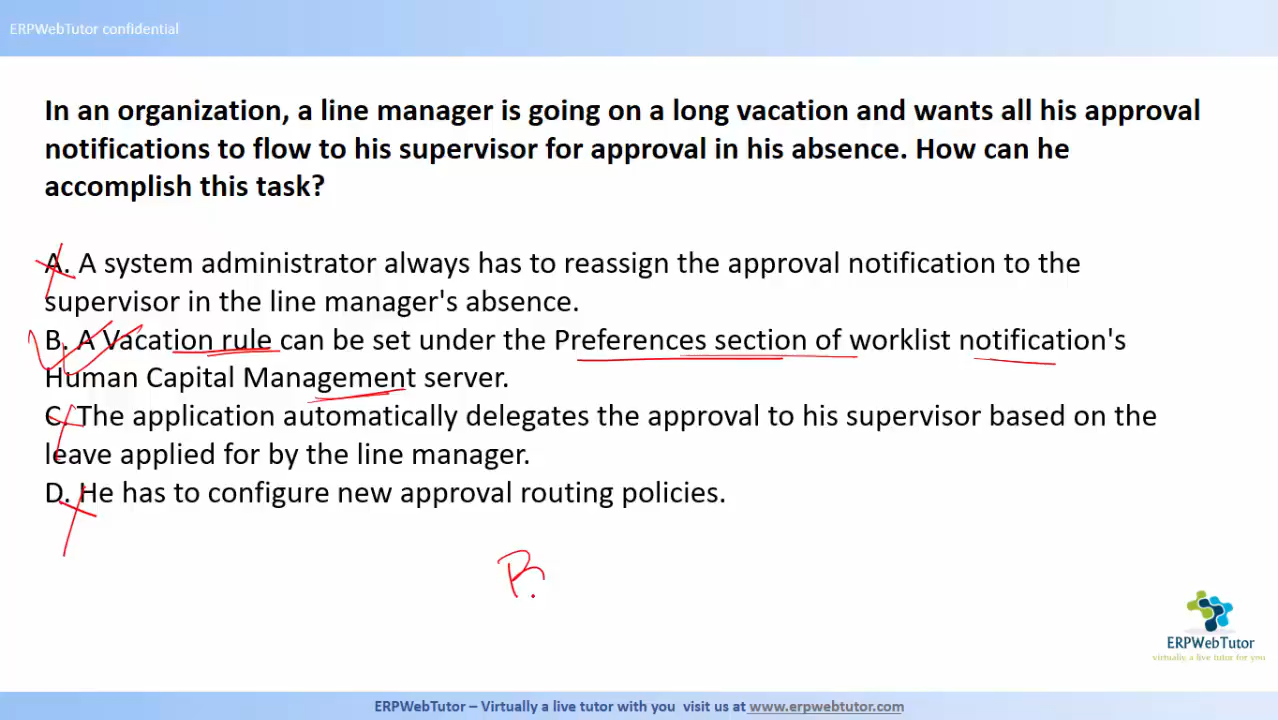 ERPWebTutor confidential
In an organization, a line manager is going on a long vacation and wants all his approval
notifications to flow to his supervisor for approval in his absence. How can he
accomplish this task?
A. A system administrator always has to reassign the approval notification to the
supervisor in the line manager's absence.
B. A Vacation rule can be set under the Preferences section of worklist notification's
Human Capital Management server.
C. The application automatically delegates the approval to his supervisor based on the
leave applied for by the line manager.
D. He has to configure new approval routing policies.
B.
ERPWebTutor
virtually, a live tutor for you
ERPWebTutor – Virtually a live tutor with you visit us at www.erpwebtutor.com